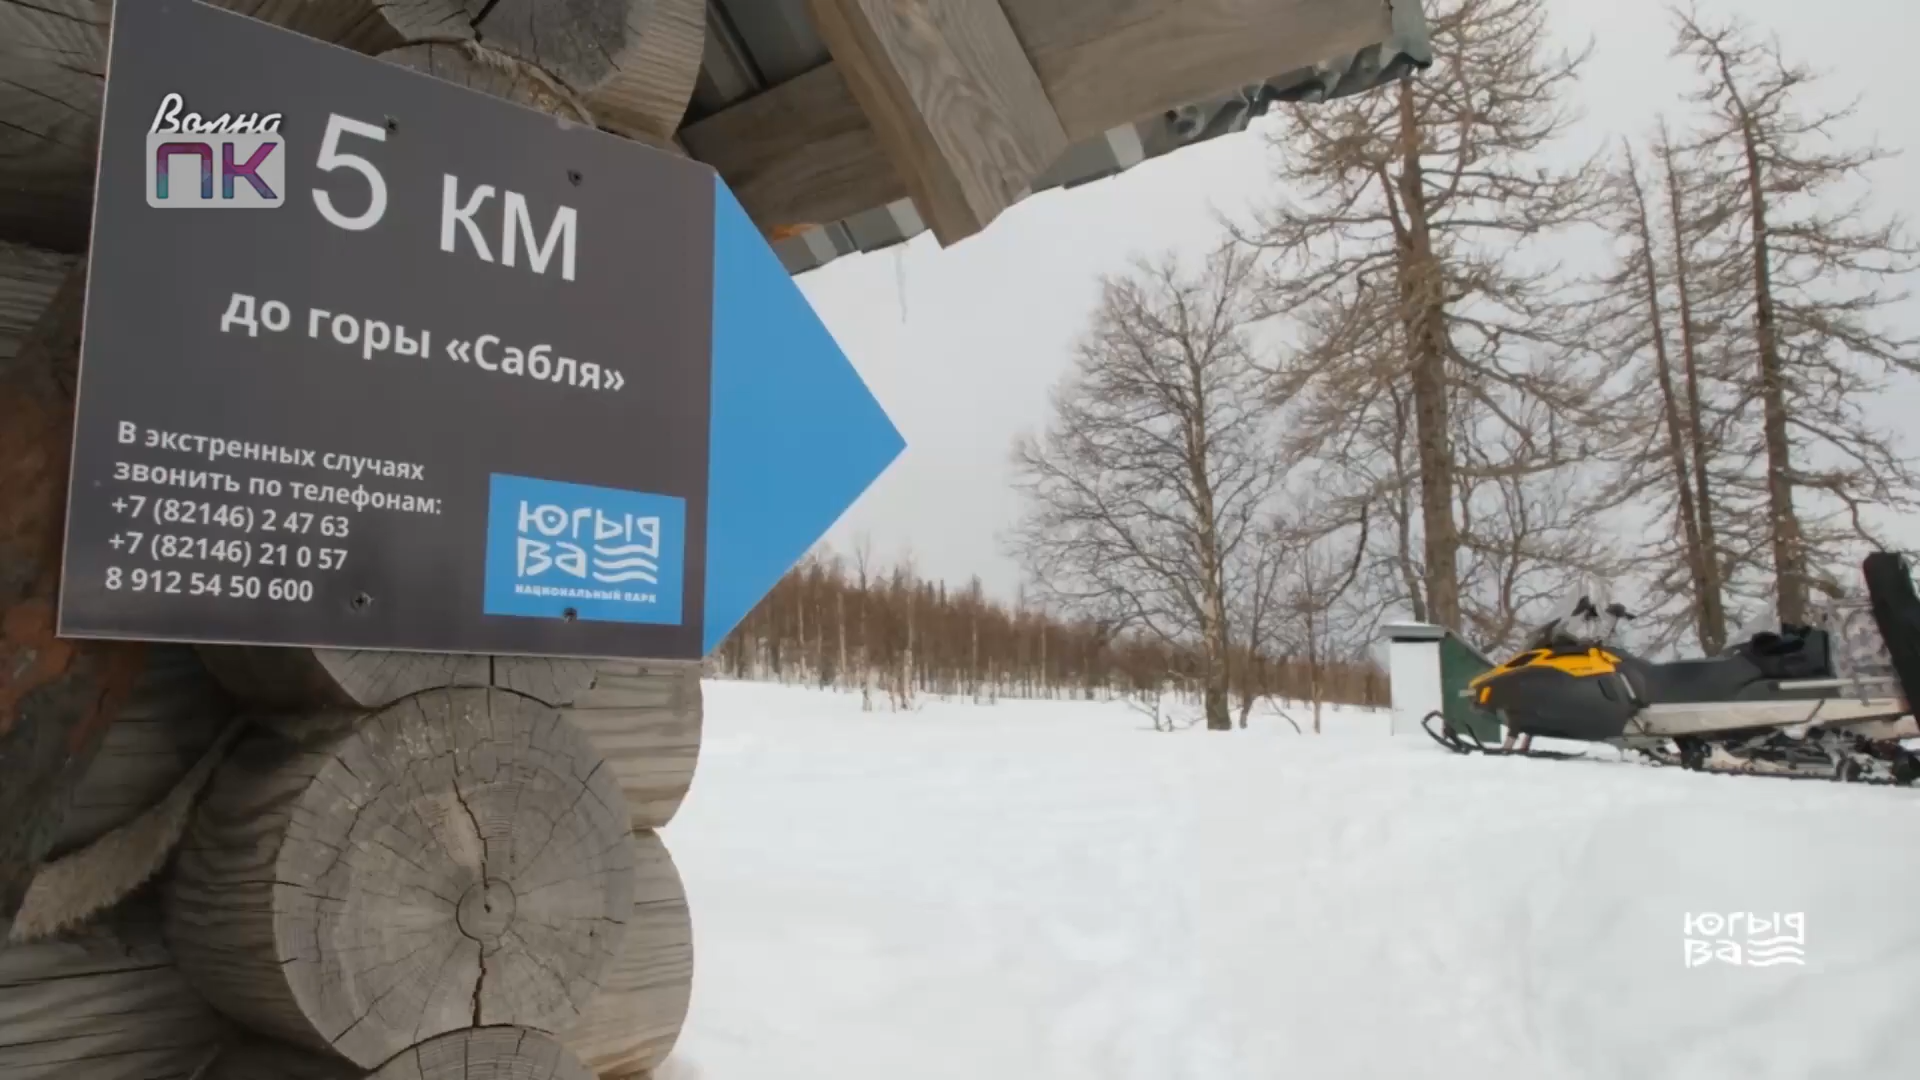 Волна
ПК
5 км
до горы «Сабля»
В экстренных случаях
звонить по телефонам:
+7 (82146) 2 47 63
+7 (82146) 21 0 57
8 912 54 50 600
ЮГЫД
ВА
НАЦИОНАЛЬНЫЙ ПАРК
ЮГЫД
ВА